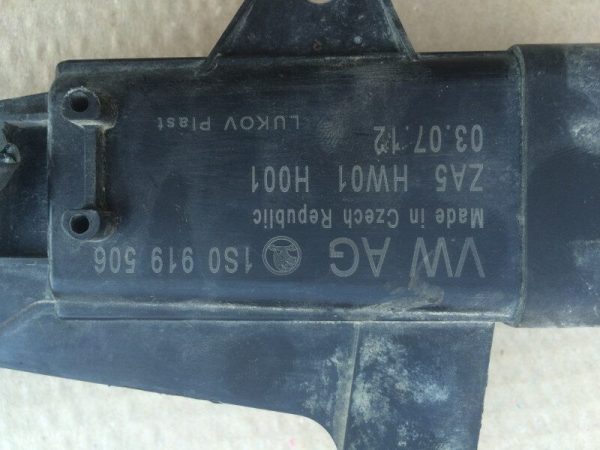 VW AG 1S0 919 506
Made in Czech Republic
ZA5 HW01 H001
03.07.12
LUKOV Plast